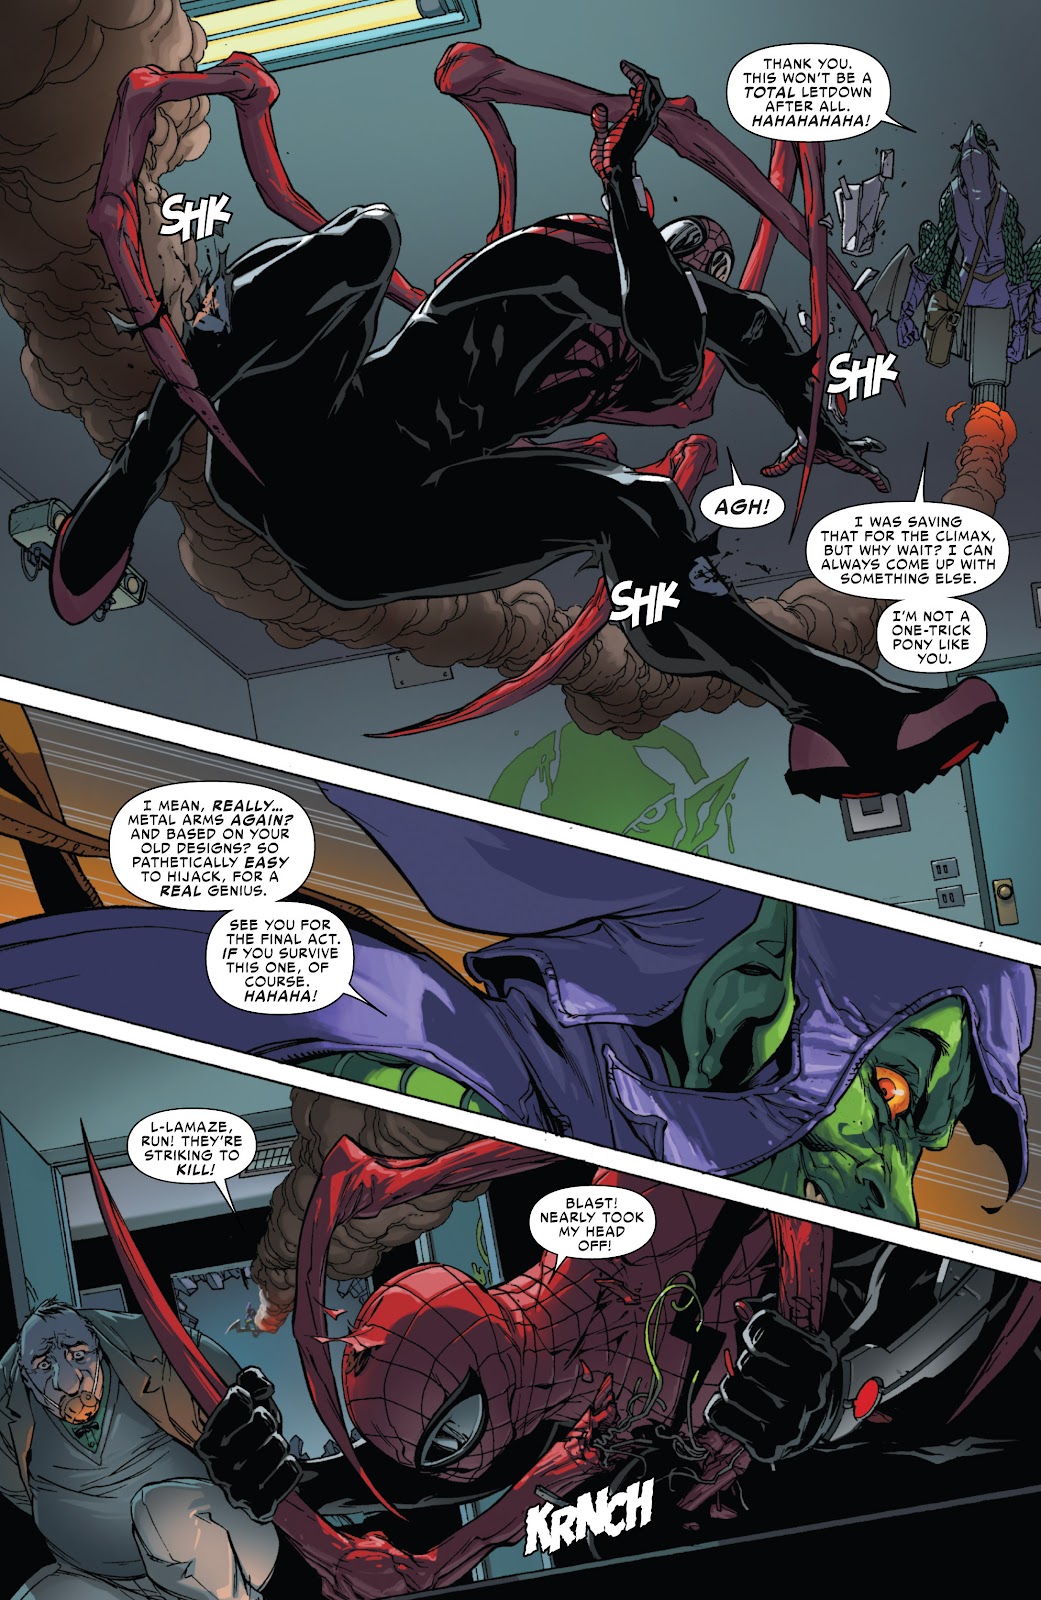 THANK YOU.
THIS WON'T BE A
TOTAL LETDOWN
AFTER ALL.
HAHAHAHAHA!
SHK
SHK
AGH!
I WAS SAVING
THAT FOR THE CLIMAX,
BUT WHY WAIT? I CAN
ALWAYS COME UP WITH
SOMETHING ELSE.
SHK
I'M NOT A
ONE-TRICK
PONY LIKE
YOU.
I MEAN, REALLY...
METAL ARMS AGAIN?
AND BASED ON YOUR
OLD DESIGNS? SO
PATHETICALLY EASY
TO HIJACK, FOR A
REAL GENIUS.
SEE YOU FOR
THE FINAL ACT.
IF YOU SURVIVE
THIS ONE, OF
COURSE.
HAHAHA!
L-LAMAZE,
RUN! THEY'RE
STRIKING TO
KILL!
BLAST!
NEARLY TOOK
MY HEAD
OFF!
KRNCH